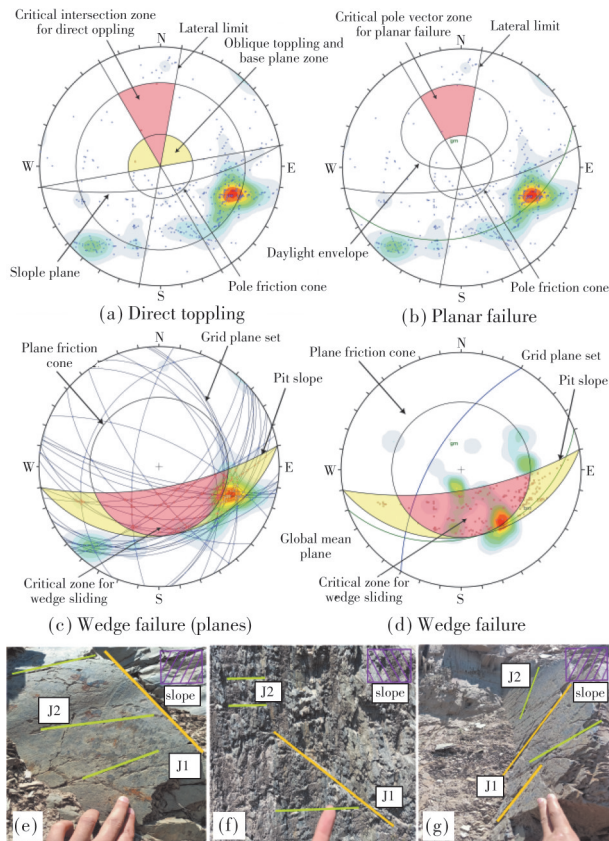 Critical intersection zone
for direct oppling
Lateral limit
Oblique toppling and
base plane zone
N
W
E
S
Slople plane
Pole friction cone
(a) Direct toppling
Critical pole vector zone
for planar failure
Lateral limit
N
gm
W
E
S
Daylight envelope
Pole friction cone
(b) Planar failure
Plane friction
cone
N
Grid plane set
Pit slope
W
E
S
Critical zone for
wedge sliding
(c) Wedge failure (planes)
Plane friction cone
N
Grid plane set
Pit slope
gm
W
E
S
Global mean
plane
Critical zone for
wedge sliding
(d) Wedge failure
slope
J2
J1
(e)
slope
J2
J1
(f)
slope
J2
J1
(g)